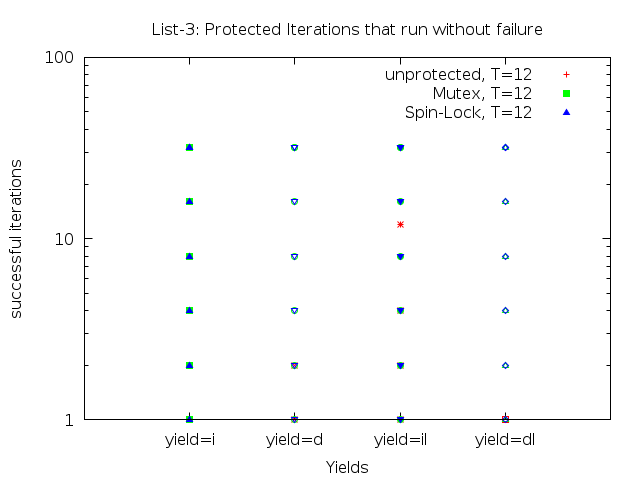 List-3: Protected Iterations that run without failure
100
unprotected, T=12
Mutex, T=12
Spin-Lock, T=12
successful iterations
10
1
yield=i yield=d yield=il yield=dl
Yields